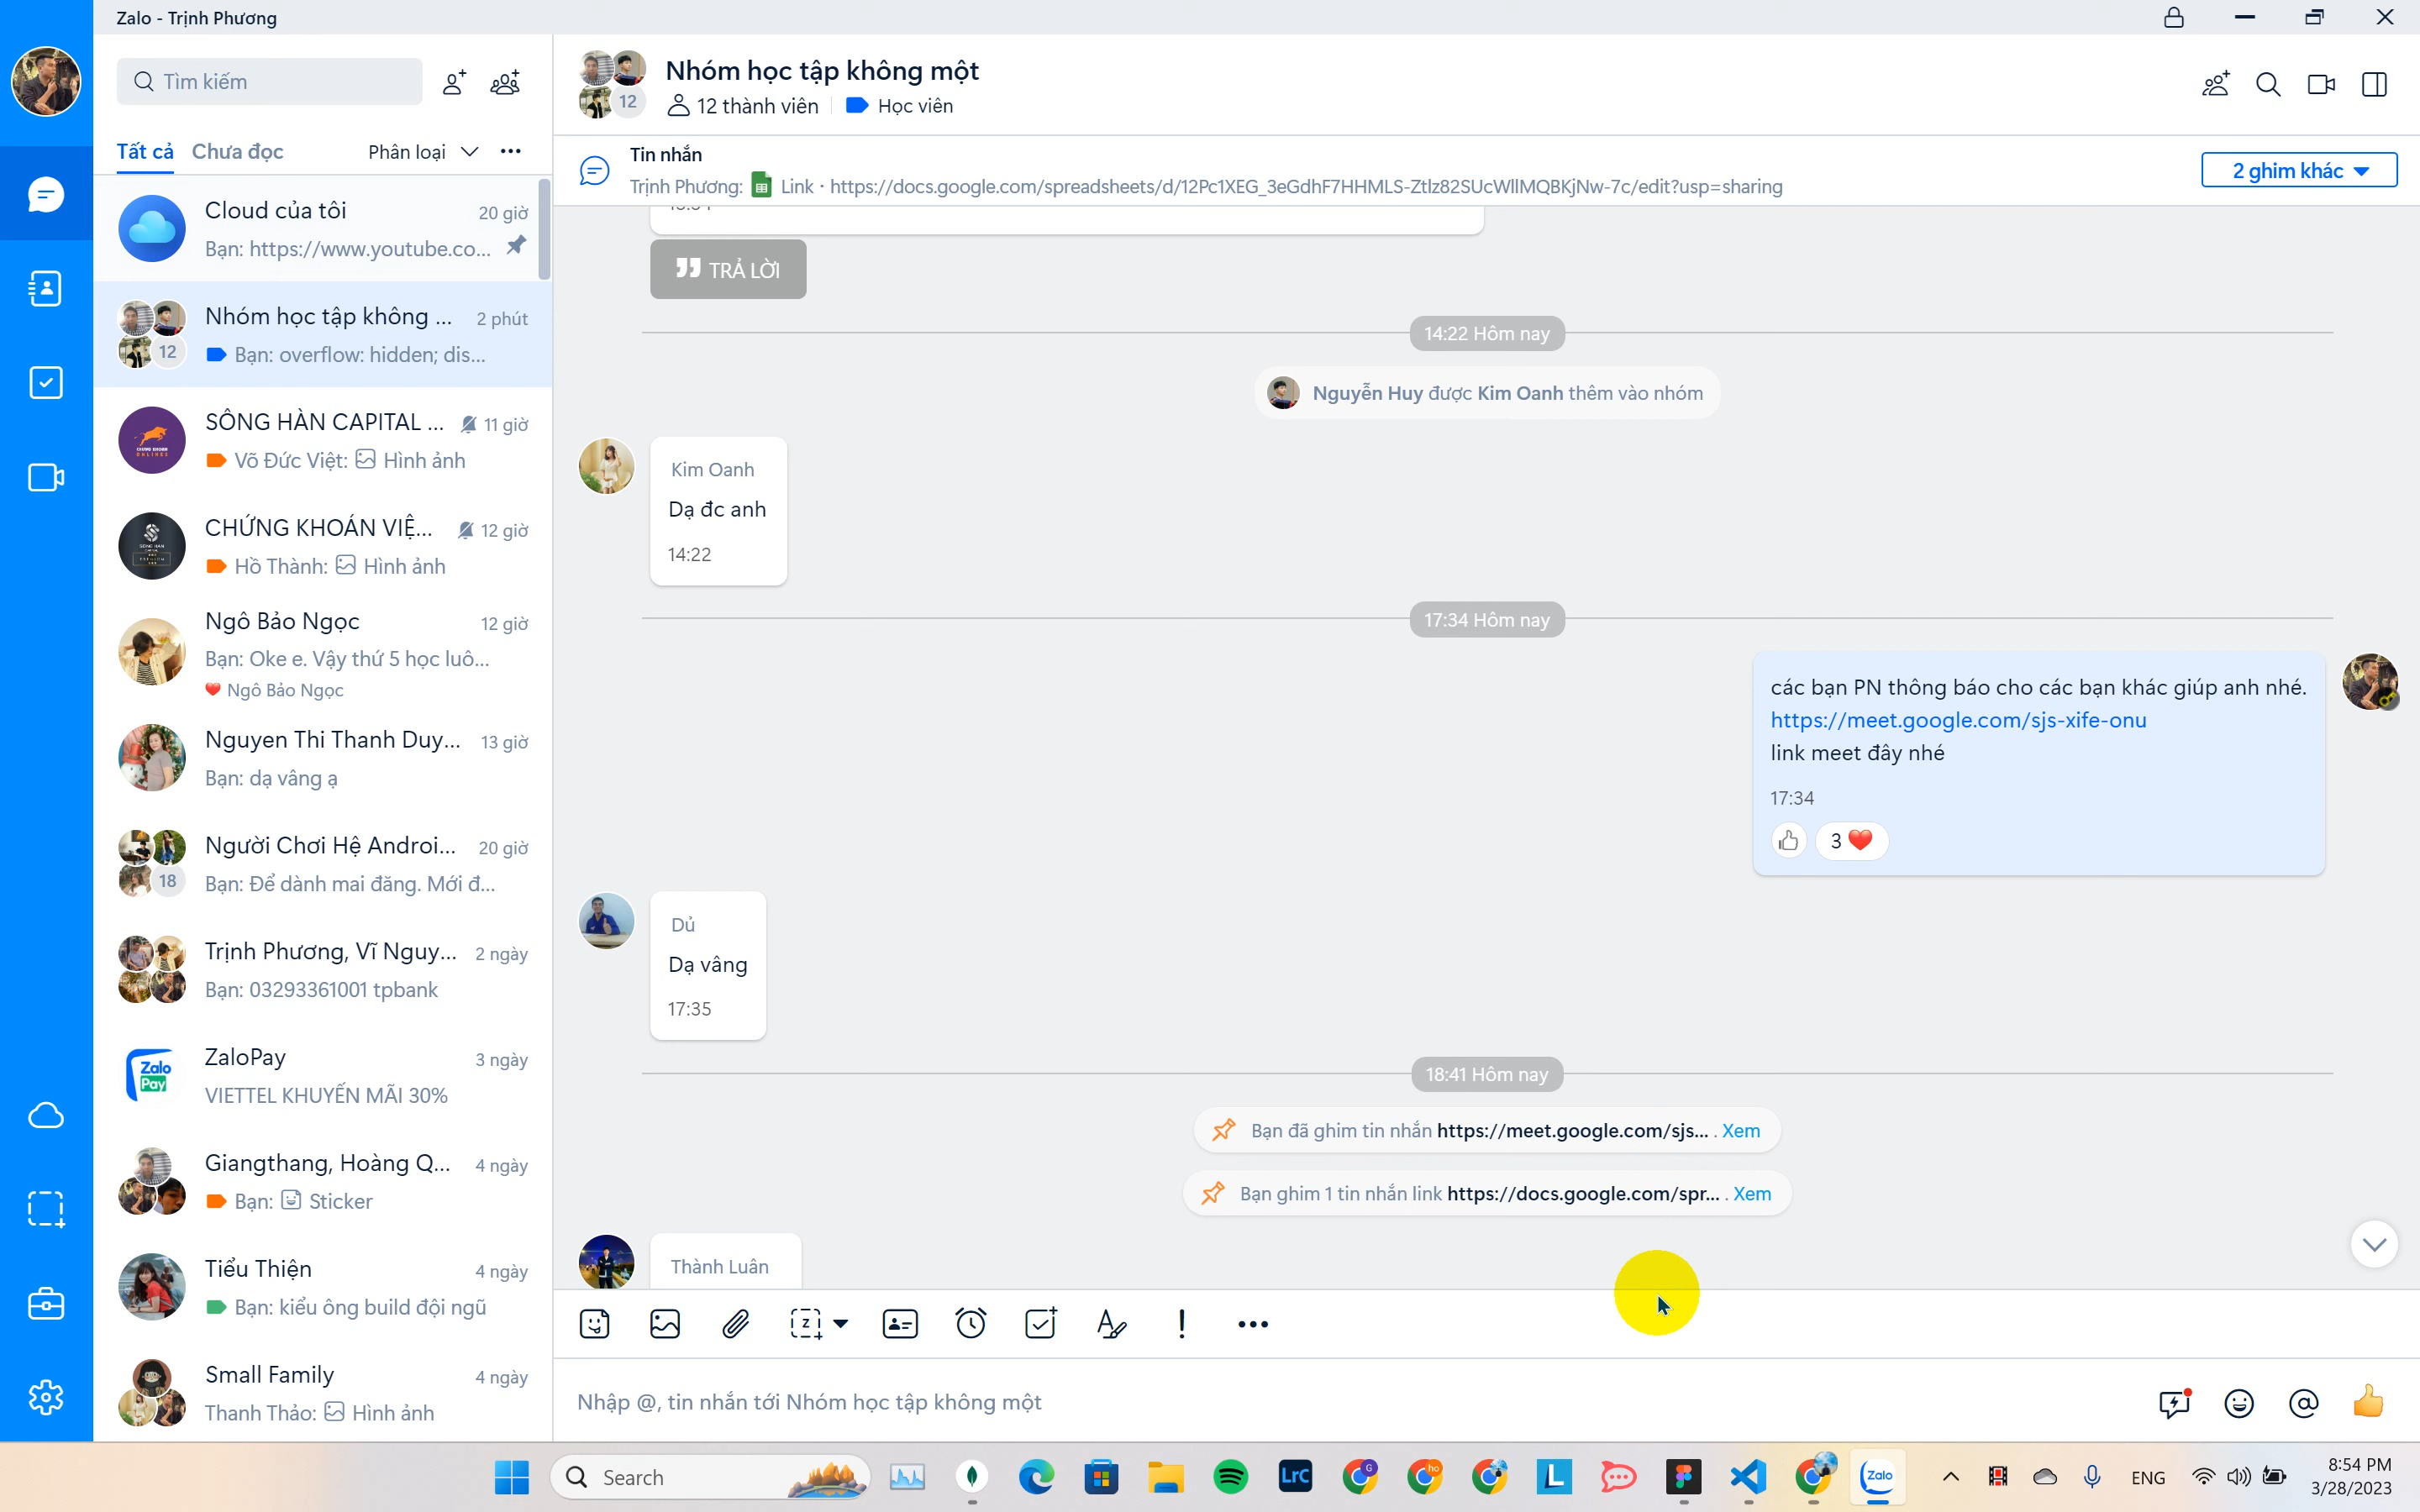 Zalo - Trịnh Phương
Tìm kiếm
Tất cả
Chưa đọc
Phân loại
Cloud của tôi
20 giờ
Bạn: https://www.youtube.co...
Nhóm học tập không ...
2 phút
12
Bạn: overflow: hidden; dis...
SÔNG HÀN CAPITAL ...
11 giờ
Võ Đức Việt: Hình ảnh
CHỨNG KHOÁN VIỆ...
12 giờ
Hồ Thành: Hình ảnh
Ngô Bảo Ngọc
12 giờ
Bạn: Oke e. Vậy thứ 5 học luô...
Ngô Bảo Ngọc
Nguyen Thi Thanh Duy...
13 giờ
Bạn: dạ vâng ạ
Người Chơi Hệ Androi...
20 giờ
18
Bạn: Để dành mai đăng. Mới đ...
Trịnh Phương, Vĩ Nguy...
2 ngày
Bạn: 03293361001 tpbank
Zalo
Pay
ZaloPay
3 ngày
VIETTEL KHUYẾN MÃI 30%
Giangthang, Hoàng Q...
4 ngày
Bạn: Sticker
Tiểu Thiện
4 ngày
Bạn: kiểu ông build đội ngũ
Small Family
4 ngày
Thanh Thảo: Hình ảnh
12
Nhóm học tập không một
12 thành viên
Học viên
Tin nhắn
Trịnh Phương: Link · https://docs.google.com/spreadsheets/d/12Pc1XEG_3eGdhF7HHMLS-Ztlz82SUcWllMQBKjNw-7c/edit?usp=sharing
2 ghim khác
TRẢ LỜI
14:22 Hôm nay
Nguyễn Huy được Kim Oanh thêm vào nhóm
Kim Oanh
Dạ đc anh
14:22
17:34 Hôm nay
các bạn PN thông báo cho các bạn khác giúp anh nhé.
https://meet.google.com/sjs-xife-onu
link meet đây nhé
17:34
3
Dủ
Dạ vâng
17:35
18:41 Hôm nay
Bạn đã ghim tin nhắn https://meet.google.com/sjs... . Xem
Bạn ghim 1 tin nhắn link https://docs.google.com/spr... . Xem
Thành Luân
Nhập @, tin nhắn tới Nhóm học tập không một
Search
LrC
G
ho
L
Zalo
ENG
8:54 PM
3/28/2023